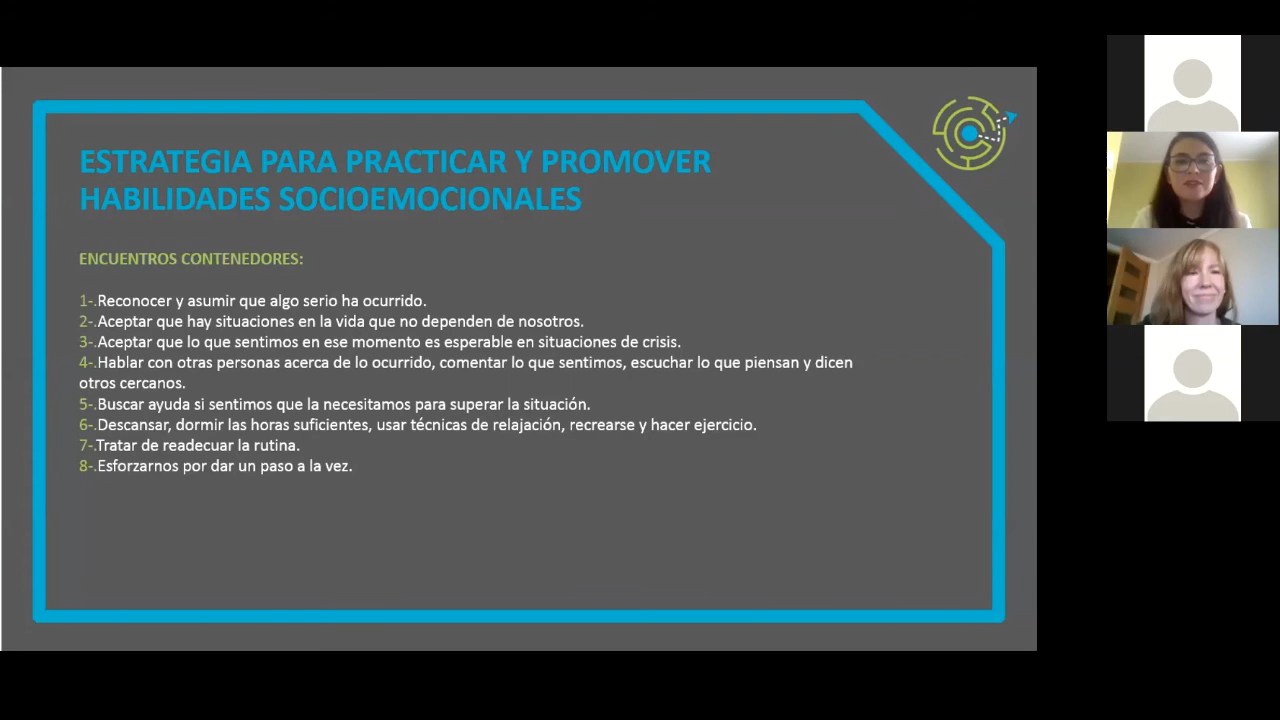 ESTRATEGIA PARA PRACTICAR Y PROMOVER
HABILIDADES SOCIOEMOCIONALES
ENCUENTROS CONTENEDORES:
1-.Reconocer y asumir que algo serio ha ocurrido.
2-.Aceptar que hay situaciones en la vida que no dependen de nosotros.
3-.Aceptar que lo que sentimos en ese momento es esperable en situaciones de crisis.
4-.Hablar con otras personas acerca de lo ocurrido, comentar lo que sentimos, escuchar lo que piensan y dicen
otros cercanos.
5-.Buscar ayuda si sentimos que la necesitamos para superar la situación.
6-.Descansar, dormir las horas suficientes, usar técnicas de relajación, recrearse y hacer ejercicio.
7-.Tratar de readecuar la rutina.
8-.Esforzarnos por dar un paso a la vez.